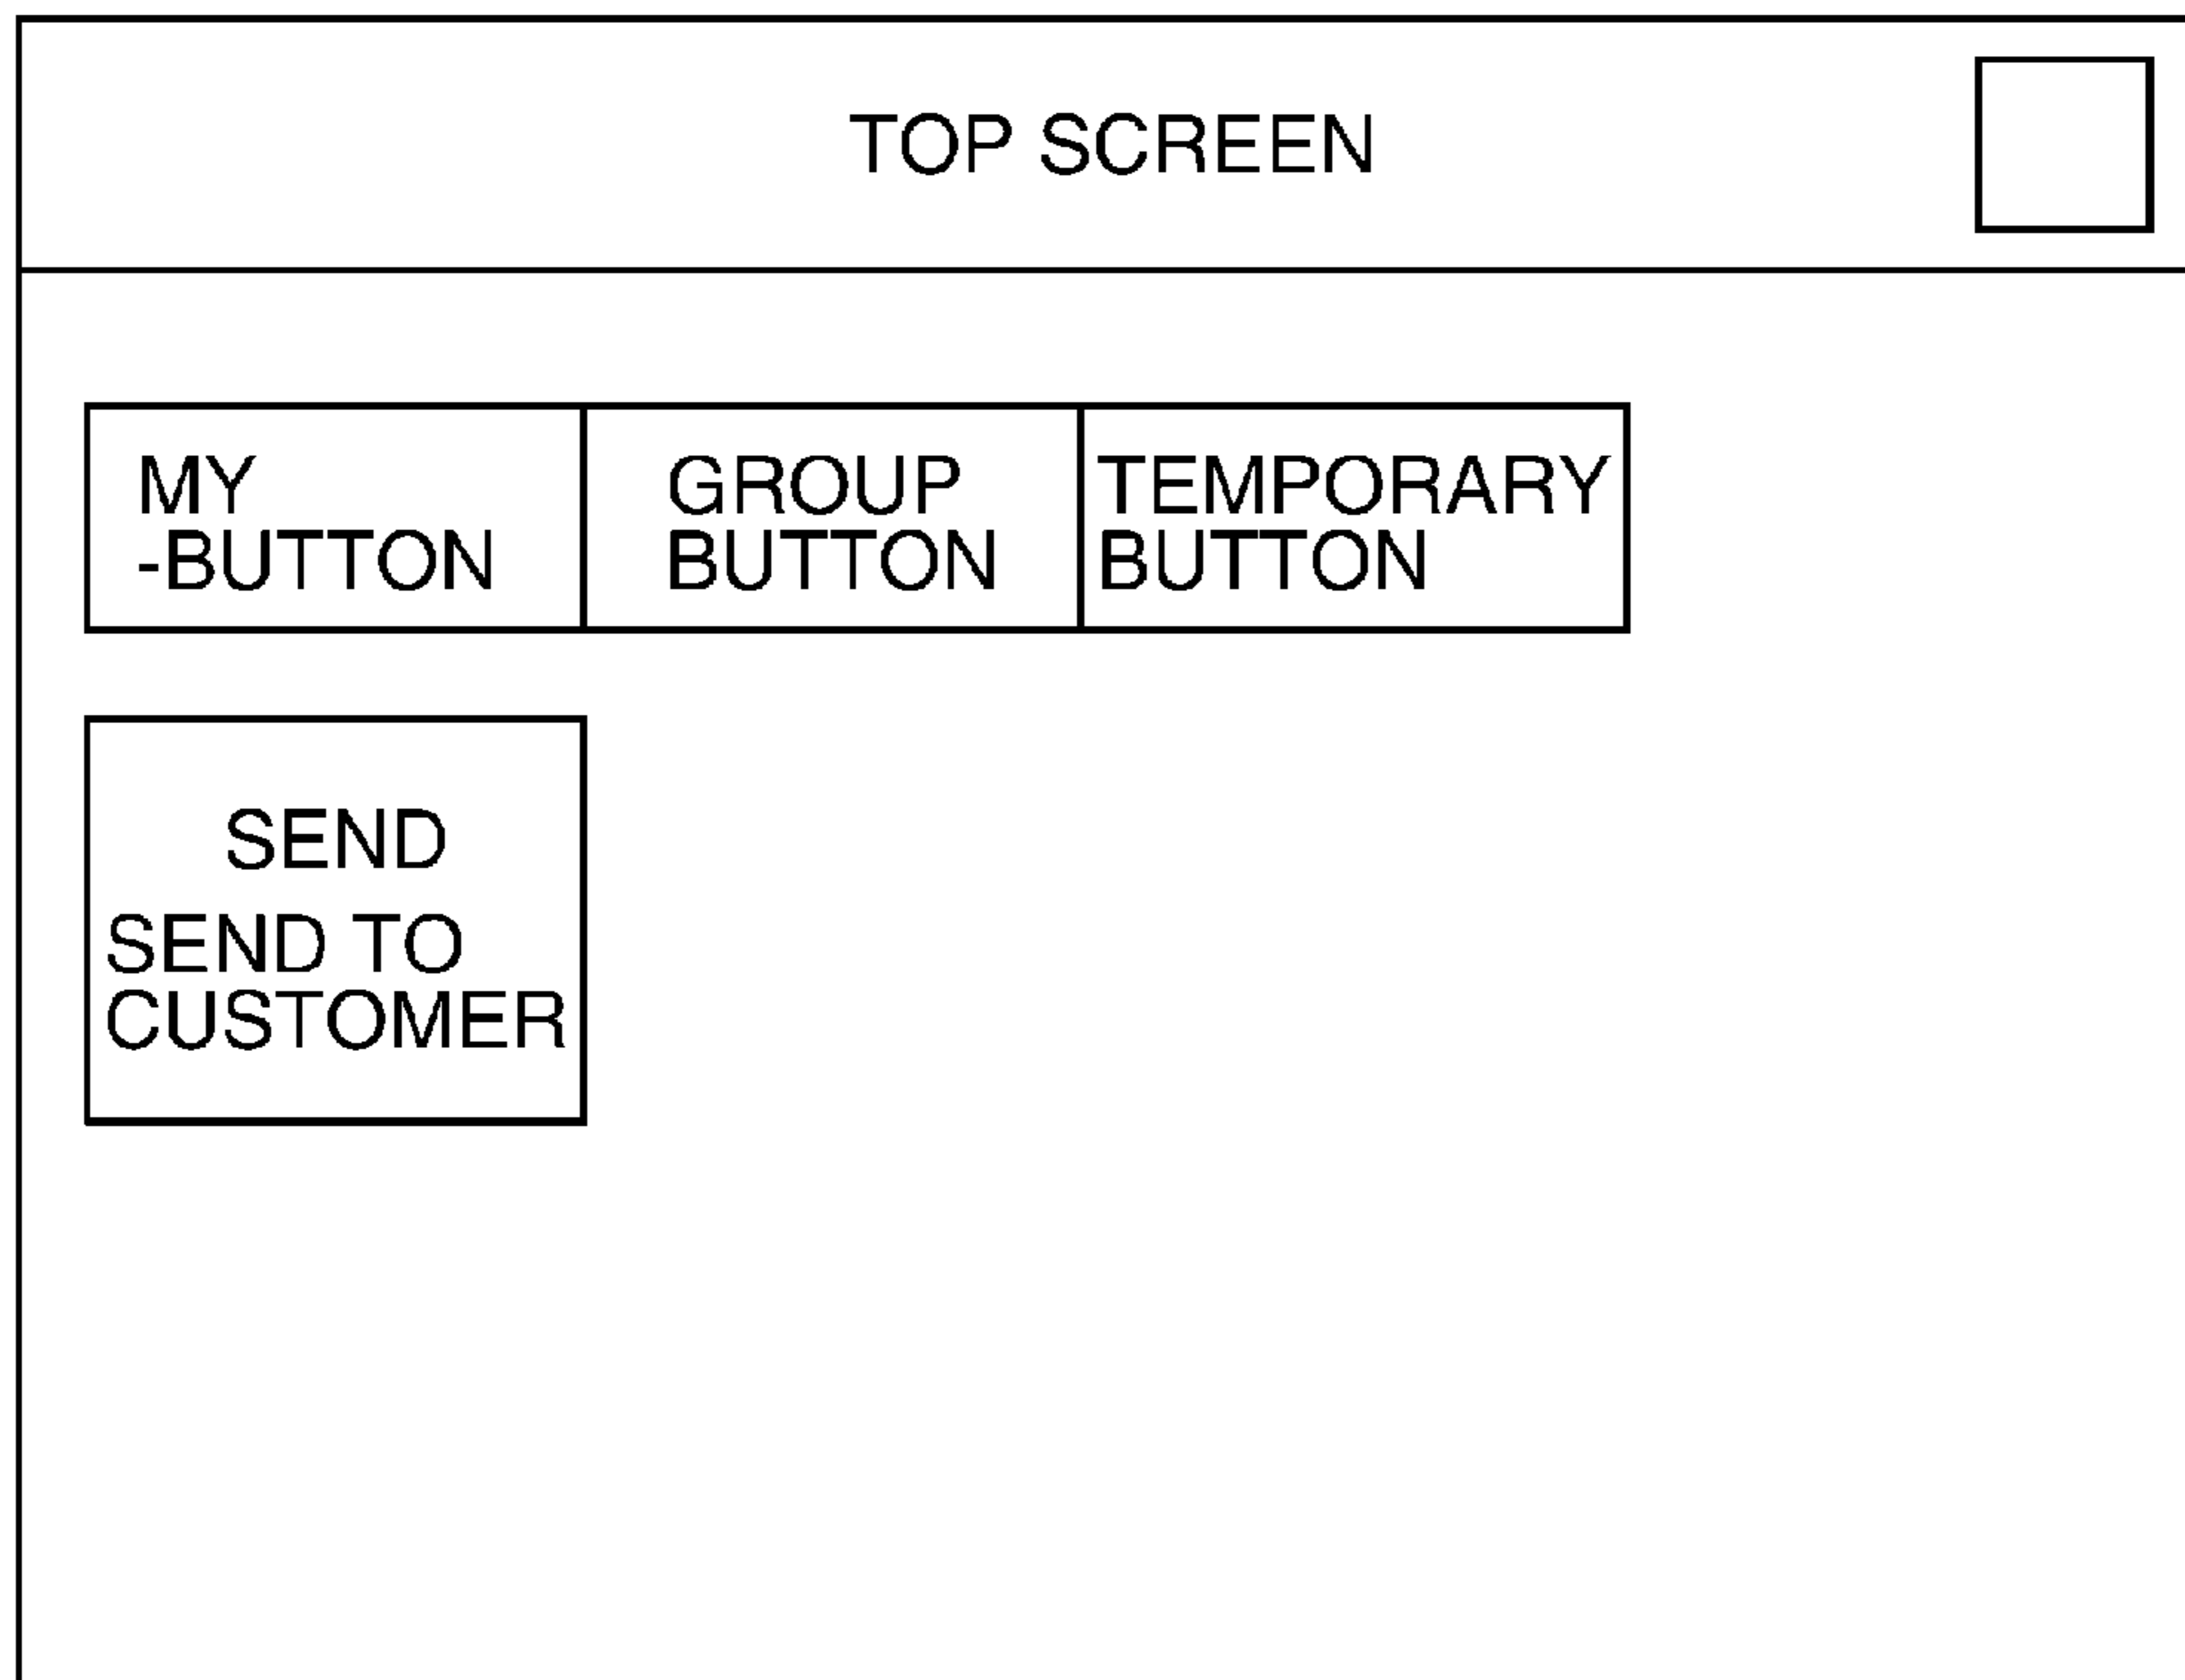 TOP SCREEN
MY
-BUTTON
GROUP
BUTTON
TEMPORARY
BUTTON
SEND
SEND TO
CUSTOMER